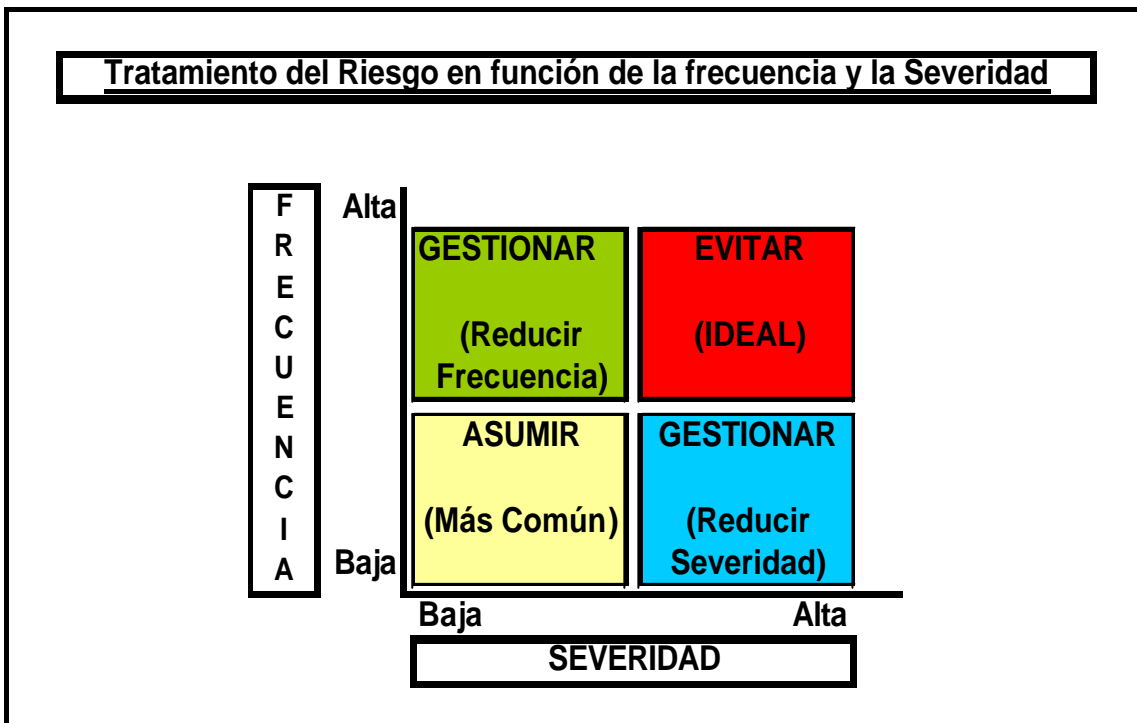 Tratamiento del Riesgo en función de la frecuencia y la Severidad
F
R
E
C
U
E
N
C
I
A
Alta
GESTIONAR
(Reducir
Frecuencia)
EVITAR
(IDEAL)
ASUMIR
(Más Común)
GESTIONAR
(Reducir
Severidad)
Baja
Baja
Alta
SEVERIDAD